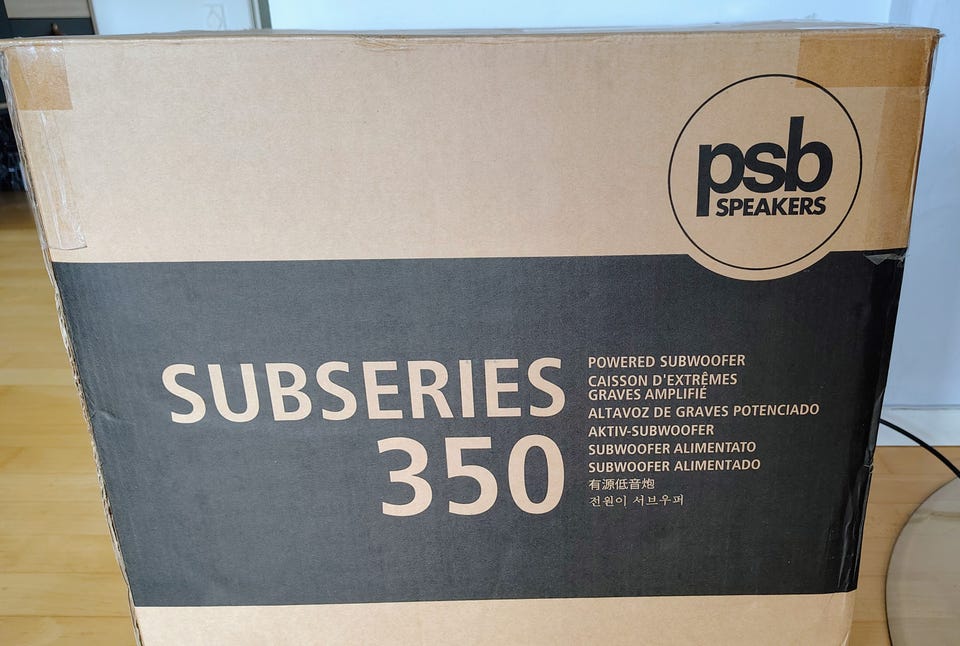 psb
SPEAKERS
SUBSERIES
350
POWERED SUBWOOFER
CAISSON D'EXTRÊMES
GRAVES AMPLIFIÉ
ALTAVOZ DE GRAVES POTENCIADO
AKTIV-SUBWOOFER
SUBWOOFER ALIMENTATO
SUBWOOFER ALIMENTADO
有源低音炮
전원이 서브우퍼